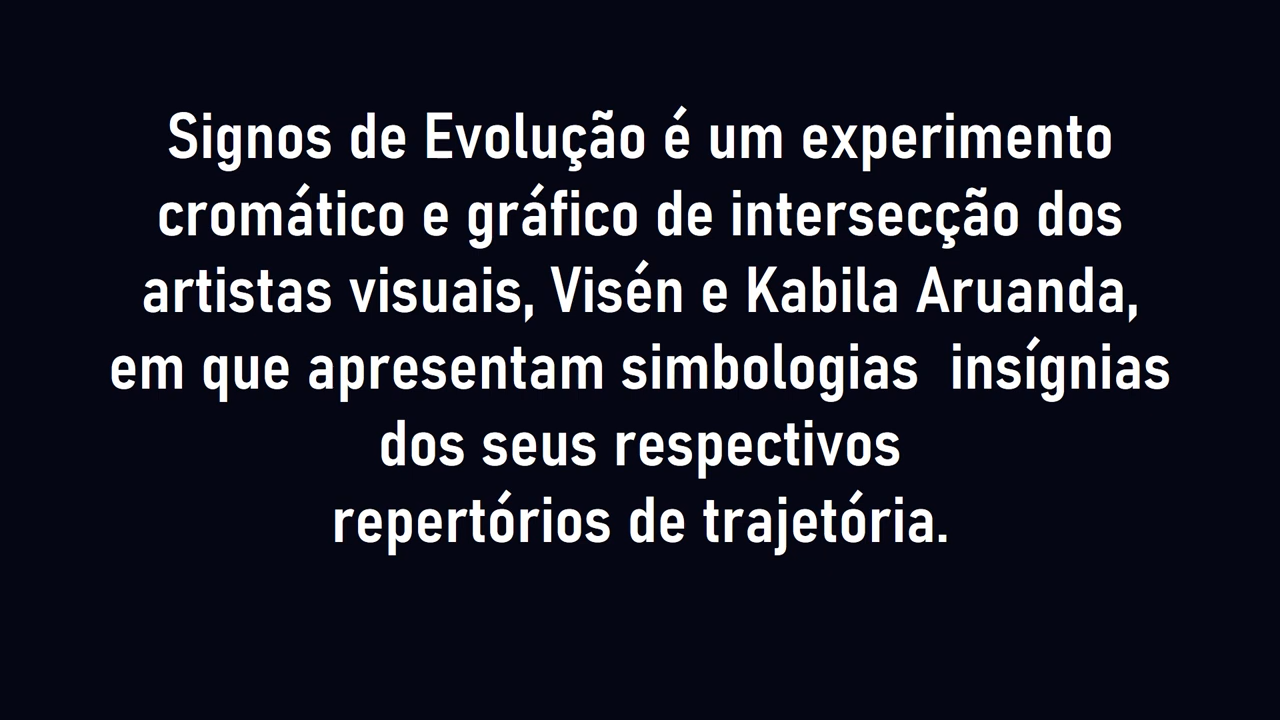 Signos de Evolução é um experimento
cromático e gráfico de intersecção dos
artistas visuais, Visén e Kabila Aruanda,
em que apresentam simbologias  insígnias
dos seus respectivos
repertórios de trajetória.